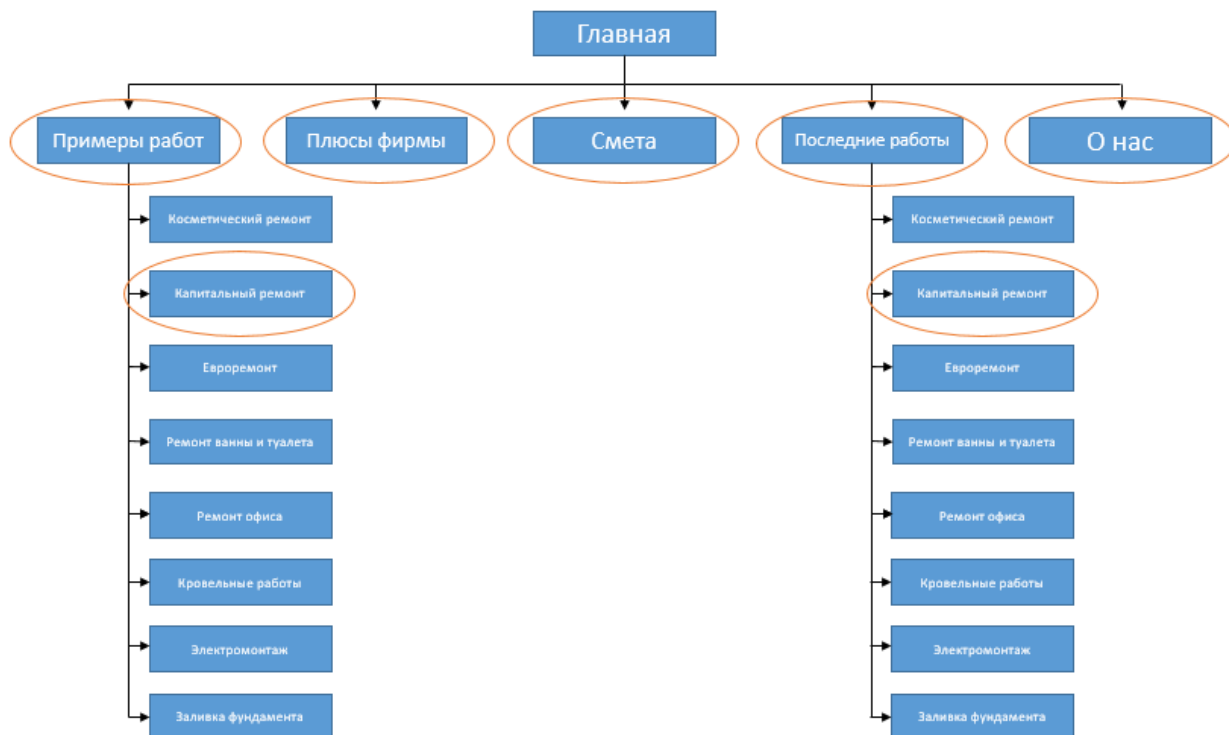 Главная
Примеры работ
Плюсы фирмы
Смета
Последние работы
О нас
Косметический ремонт
Капитальный ремонт
Евроремонт
Ремонт ванны и туалета
Ремонт офиса
Кровельные работы
Электромонтаж
Заливка фундамента
Косметический ремонт
Капитальный ремонт
Евроремонт
Ремонт ванны и туалета
Ремонт офиса
Кровельные работы
Электромонтаж
Заливка фундамента